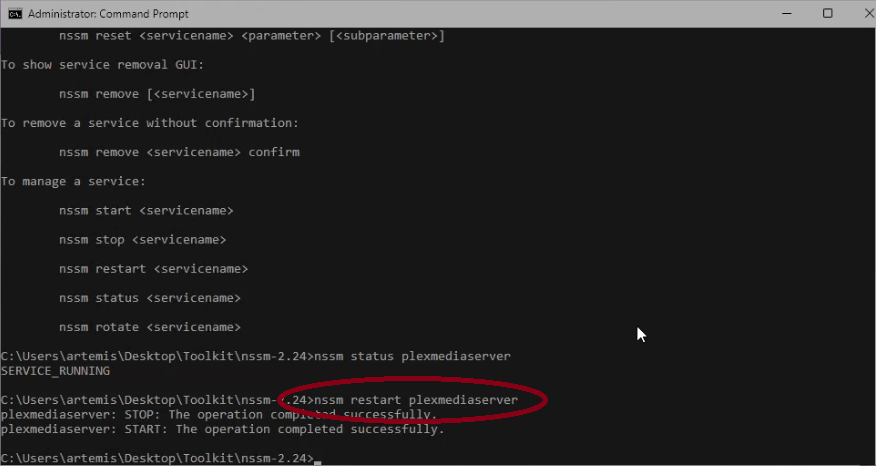 Administrator: Command Prompt
nssm reset <servicename> <parameter> [<subparameter>]
To show service removal GUI:
nssm remove [<servicename>]
To remove a service without confirmation:
nssm remove <servicename> confirm
To manage a service:
nssm start <servicename>
nssm stop <servicename>
nssm restart <servicename>
nssm status <servicename>
nssm rotate <servicename>
C:\Users\artemis\Desktop\Toolkit\nssm-2.24>nssm status plexmediaserver
SERVICE_RUNNING
C:\Users\artemis\Desktop\Toolkit\nssm-2.24>nssm restart plexmediaserver
plexmediaserver: STOP: The operation completed successfully.
plexmediaserver: START: The operation completed successfully.
C:\Users\artemis\Desktop\Toolkit\nssm-2.24>